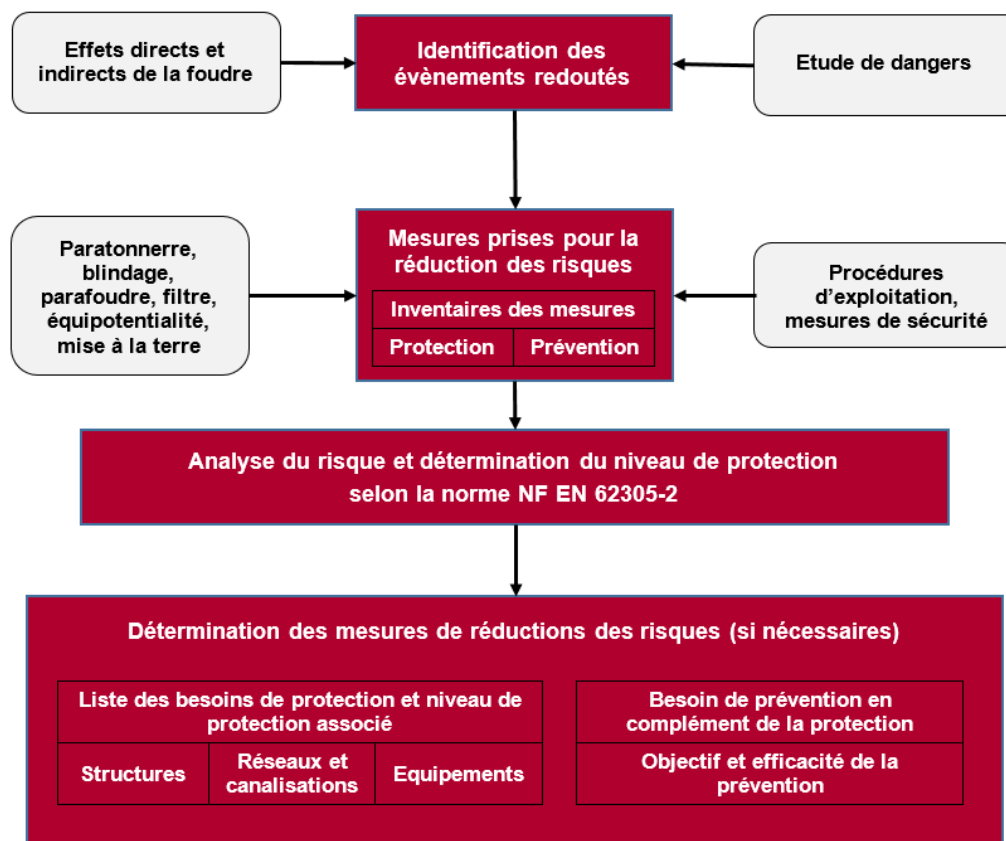 Effets directs et
indirects de la foudre
Identification des
évènements redoutés
Etude de dangers
Paratonnerre,
blindage,
parafoudre, filtre,
équipotentialité,
mise à la terre
Mesures prises pour la
réduction des risques
Inventaires des mesures
Protection
Prévention
Procédures
d’exploitation,
mesures de sécurité
Analyse du risque et détermination du niveau de protection
selon la norme NF EN 62305-2
Détermination des mesures de réductions des risques (si nécessaires)
Liste des besoins de protection et niveau de
protection associé
Structures
Réseaux et
canalisations
Equipements
Besoin de prévention en
complément de la protection
Objectif et efficacité de la
prévention